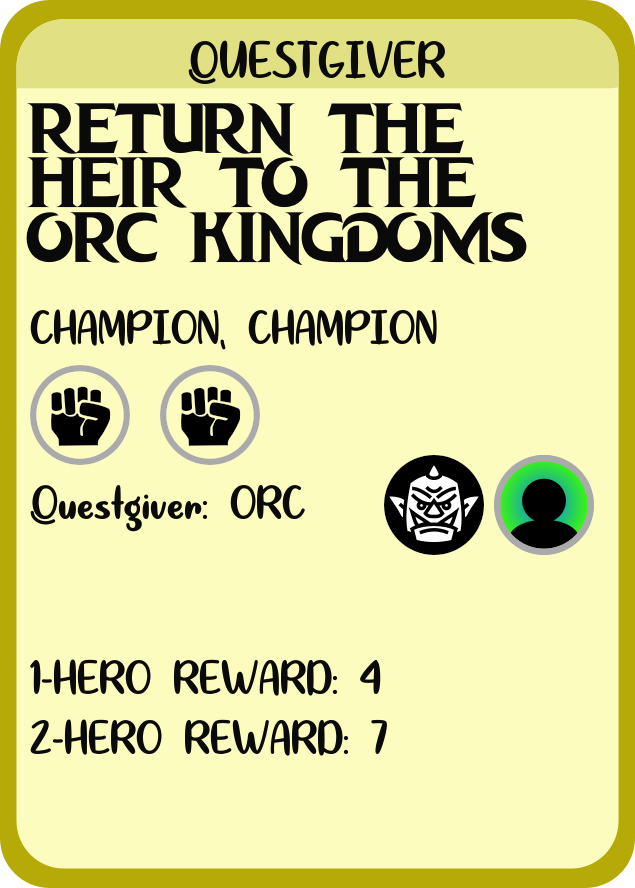 QUESTGIVER
RETURN THE
HEIR TO THE
ORC KINGDOMS
CHAMPION, CHAMPION
Questgiver: ORC
1-HERO REWARD: 4
2-HERO REWARD: 7